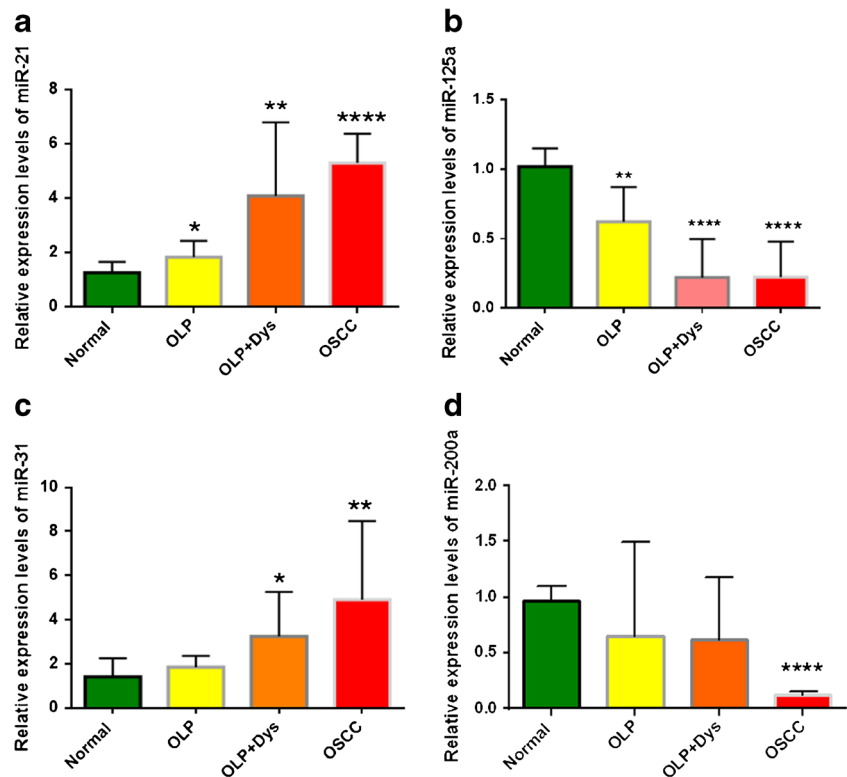 a
Relative expression levels of miR-21
8
6
4
2
0
*
**
****
Normal
OLP
OLP+Dys
OSCC
b
Relative expression levels of miR-125a
1.5
1.0
0.5
0.0
**
****
****
Normal
OLP
OLP+Dys
OSCC
c
Relative expression levels of miR-31
10
8
6
4
2
0
*
**
Normal
OLP
OLP+Dys
OSCC
d
Relative expression levels of miR-200a
2.0
1.5
1.0
0.5
0.0
****
Normal
OLP
OLP+Dys
OSCC